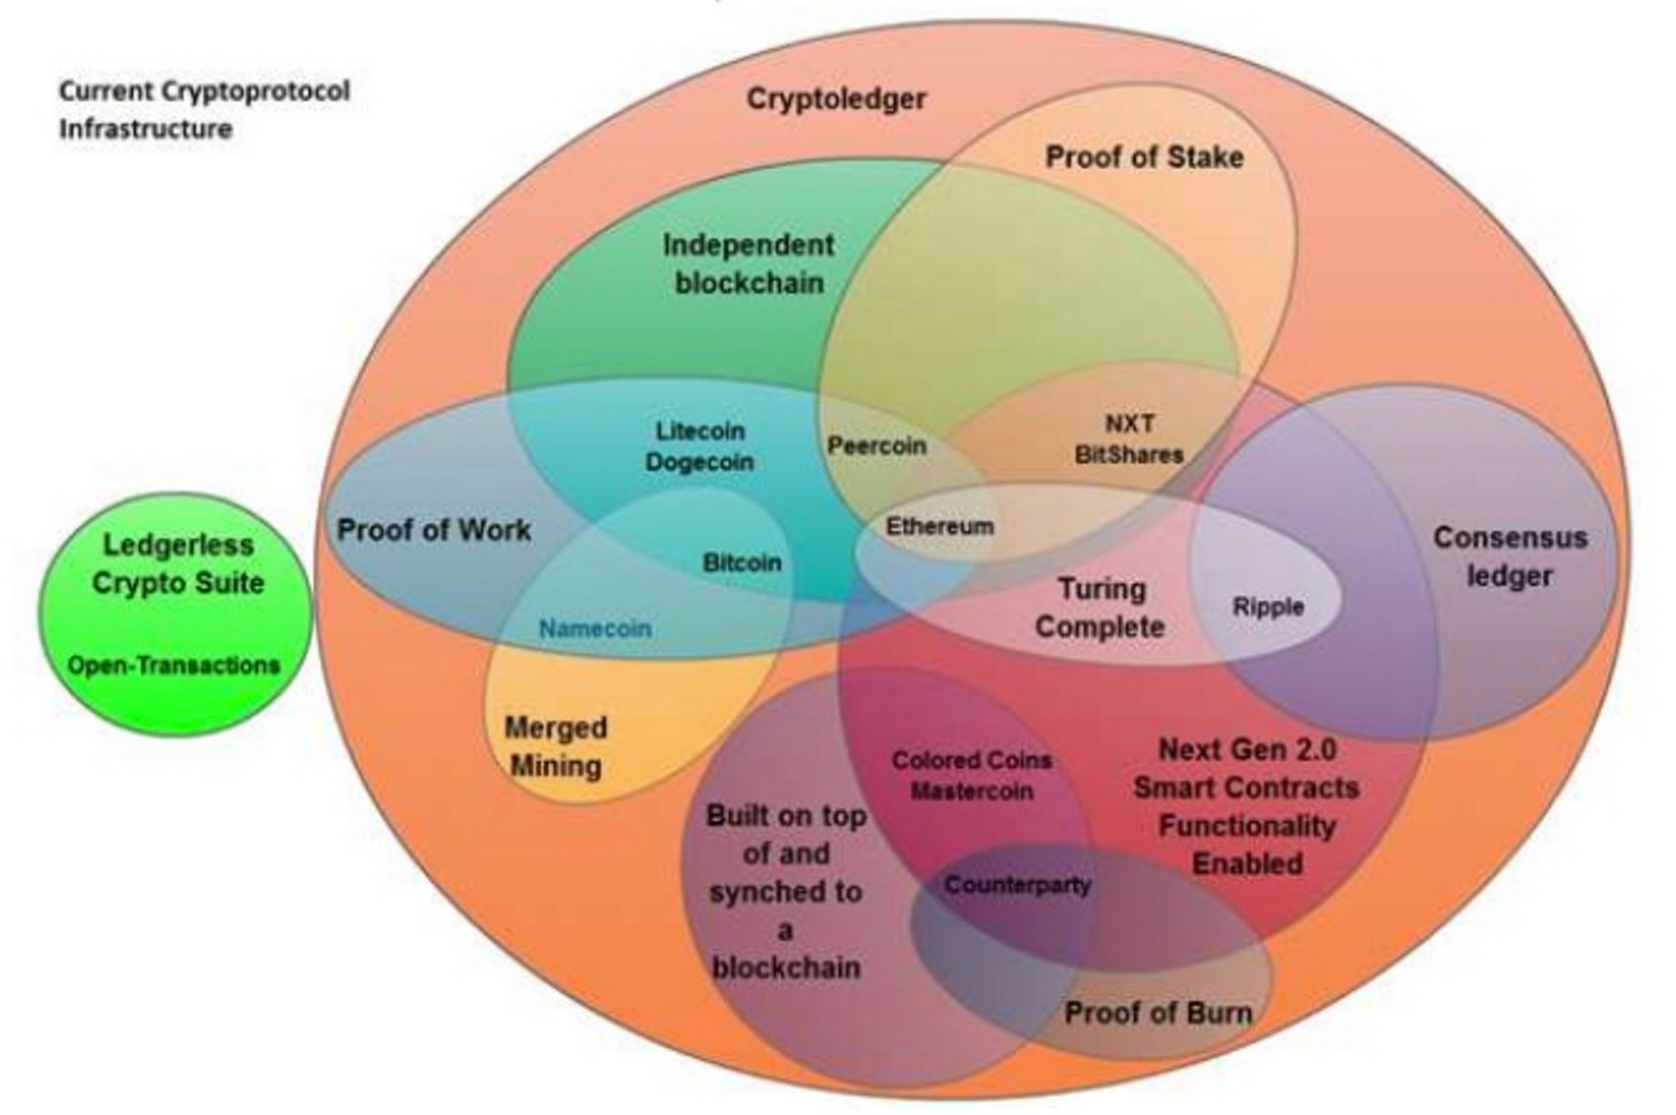 Current Cryptoprotocol
Infrastructure
Cryptoledger
Proof of Stake
Independent
blockchain
Litecoin
Dogecoin
Peercoin
NXT
BitShares
Proof of Work
Ethereum
Bitcoin
Namecoin
Turing
Complete
Ripple
Consensus
ledger
Ledgerless
Crypto Suite
Open-Transactions
Merged
Mining
Colored Coins
Mastercoin
Next Gen 2.0
Smart Contracts
Functionality
Enabled
Built on top
of and
synched to
a
blockchain
Counterparty
Proof of Burn